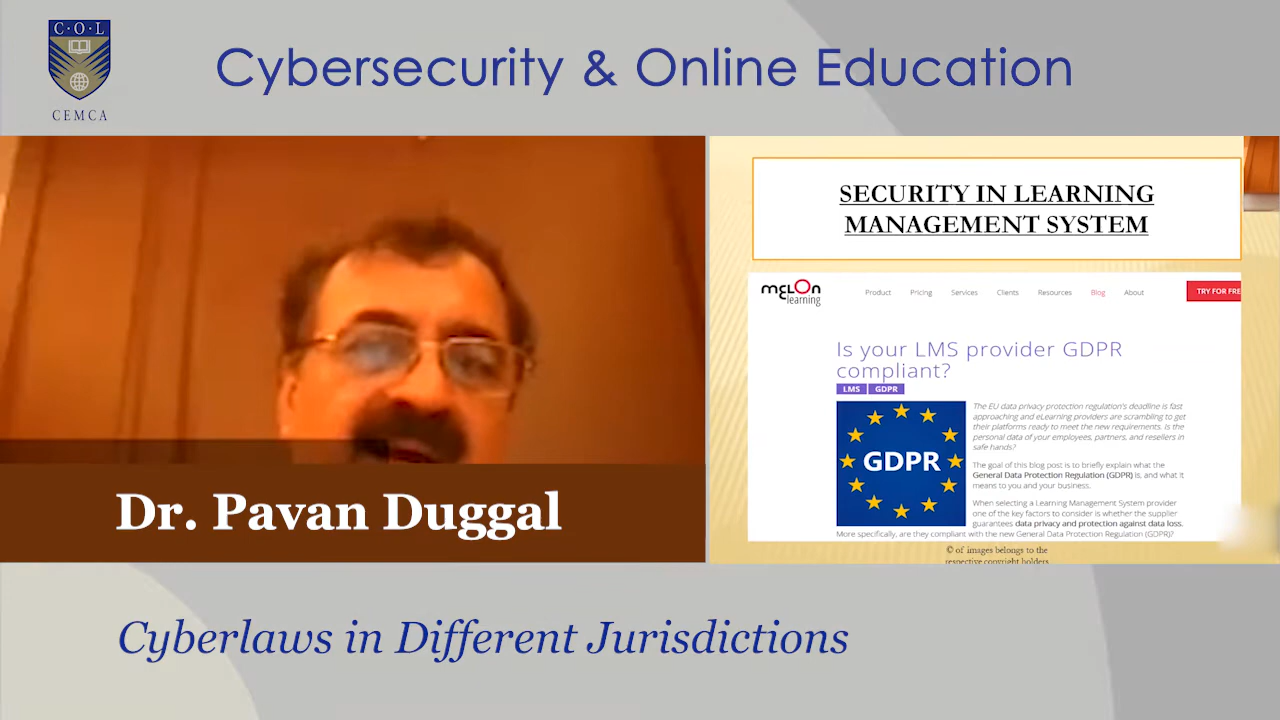 C·O·L
CEMCA
Cybersecurity & Online Education
SECURITY IN LEARNING
MANAGEMENT SYSTEM
melon
learning
Product Pricing Services Clients Resources Blog About TRY FOR FRE
Is your LMS provider GDPR
compliant?
LMS GDPR
GDPR
The EU data privacy protection regulation's deadline is fast
approaching and eLearning providers are scrambling to get
their platforms ready to meet the new requirements. Is the
personal data of your employees, partners, and resellers in
safe hands?
The goal of this blog post is to briefly explain what the
General Data Protection Regulation (GDPR) is, and what it
means to you and your business.
When selecting a Learning Management System provider
one of the key factors to consider is whether the supplier
guarantees data privacy and protection against data loss.
More specifically, are they compliant with the new General Data Protection Regulation (GDPR)?
© of images belongs to the
respective copyright holders
Dr. Pavan Duggal
Cyberlaws in Different Jurisdictions